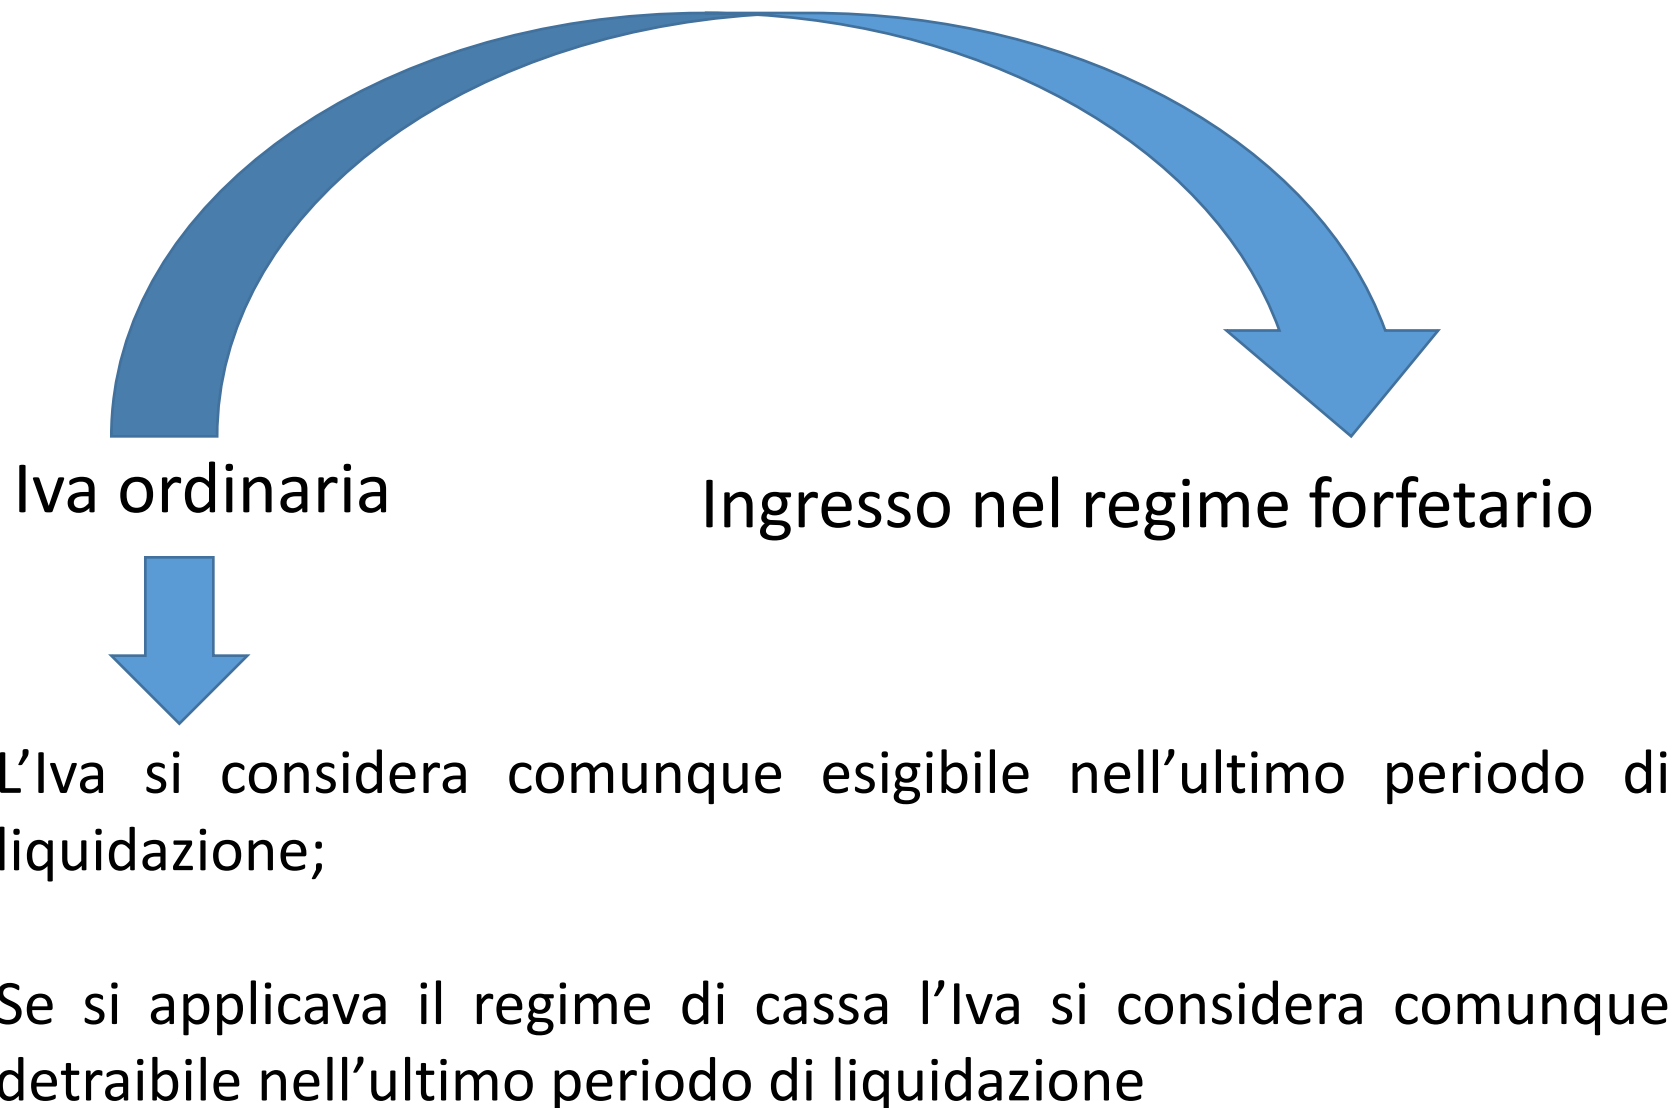 Iva ordinaria
Ingresso nel regime forfetario
L’Iva si considera comunque esigibile nell’ultimo periodo di
liquidazione;
Se si applicava il regime di cassa l’Iva si considera comunque
detraibile nell’ultimo periodo di liquidazione